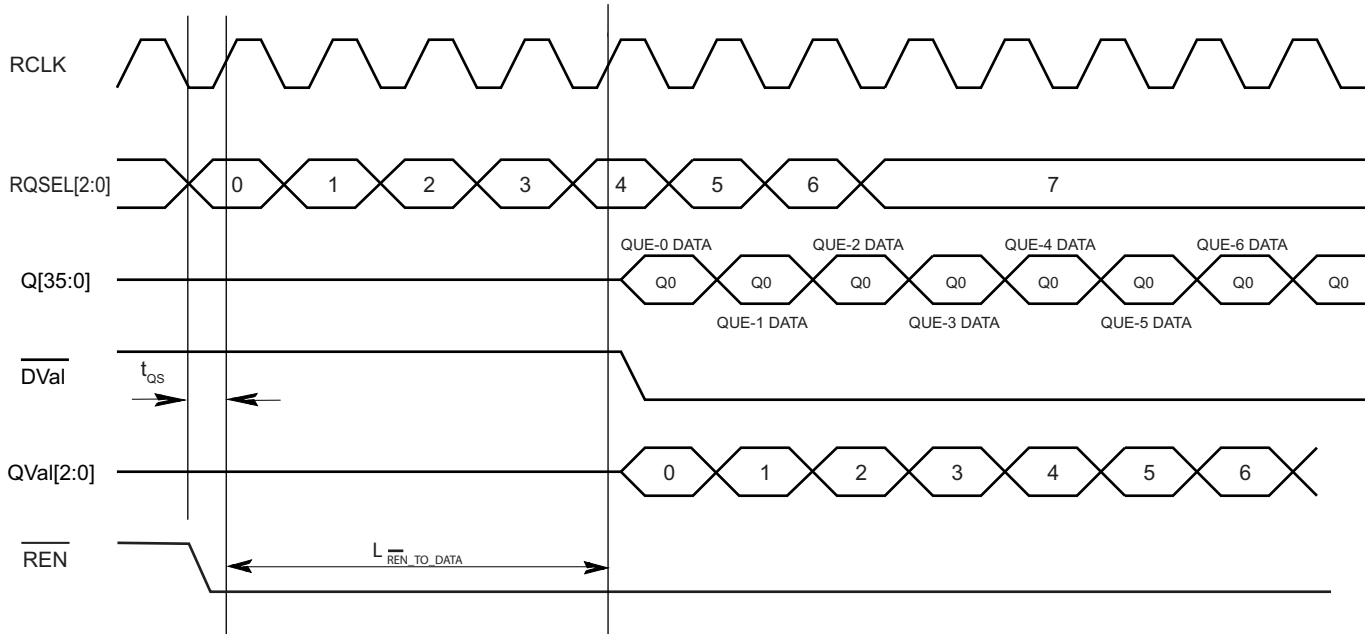 RCLK
RQSEL[2:0] 0 1 2 3 4 5 6 7
QUE-0 DATA QUE-2 DATA QUE-4 DATA QUE-6 DATA
Q[35:0] Q0 Q0 Q0 Q0 Q0 Q0 Q0 Q0
QUE-1 DATA QUE-3 DATA QUE-5 DATA
DVal
tQS
QVal[2:0] 0 1 2 3 4 5 6
REN
L REN_TO_DATA